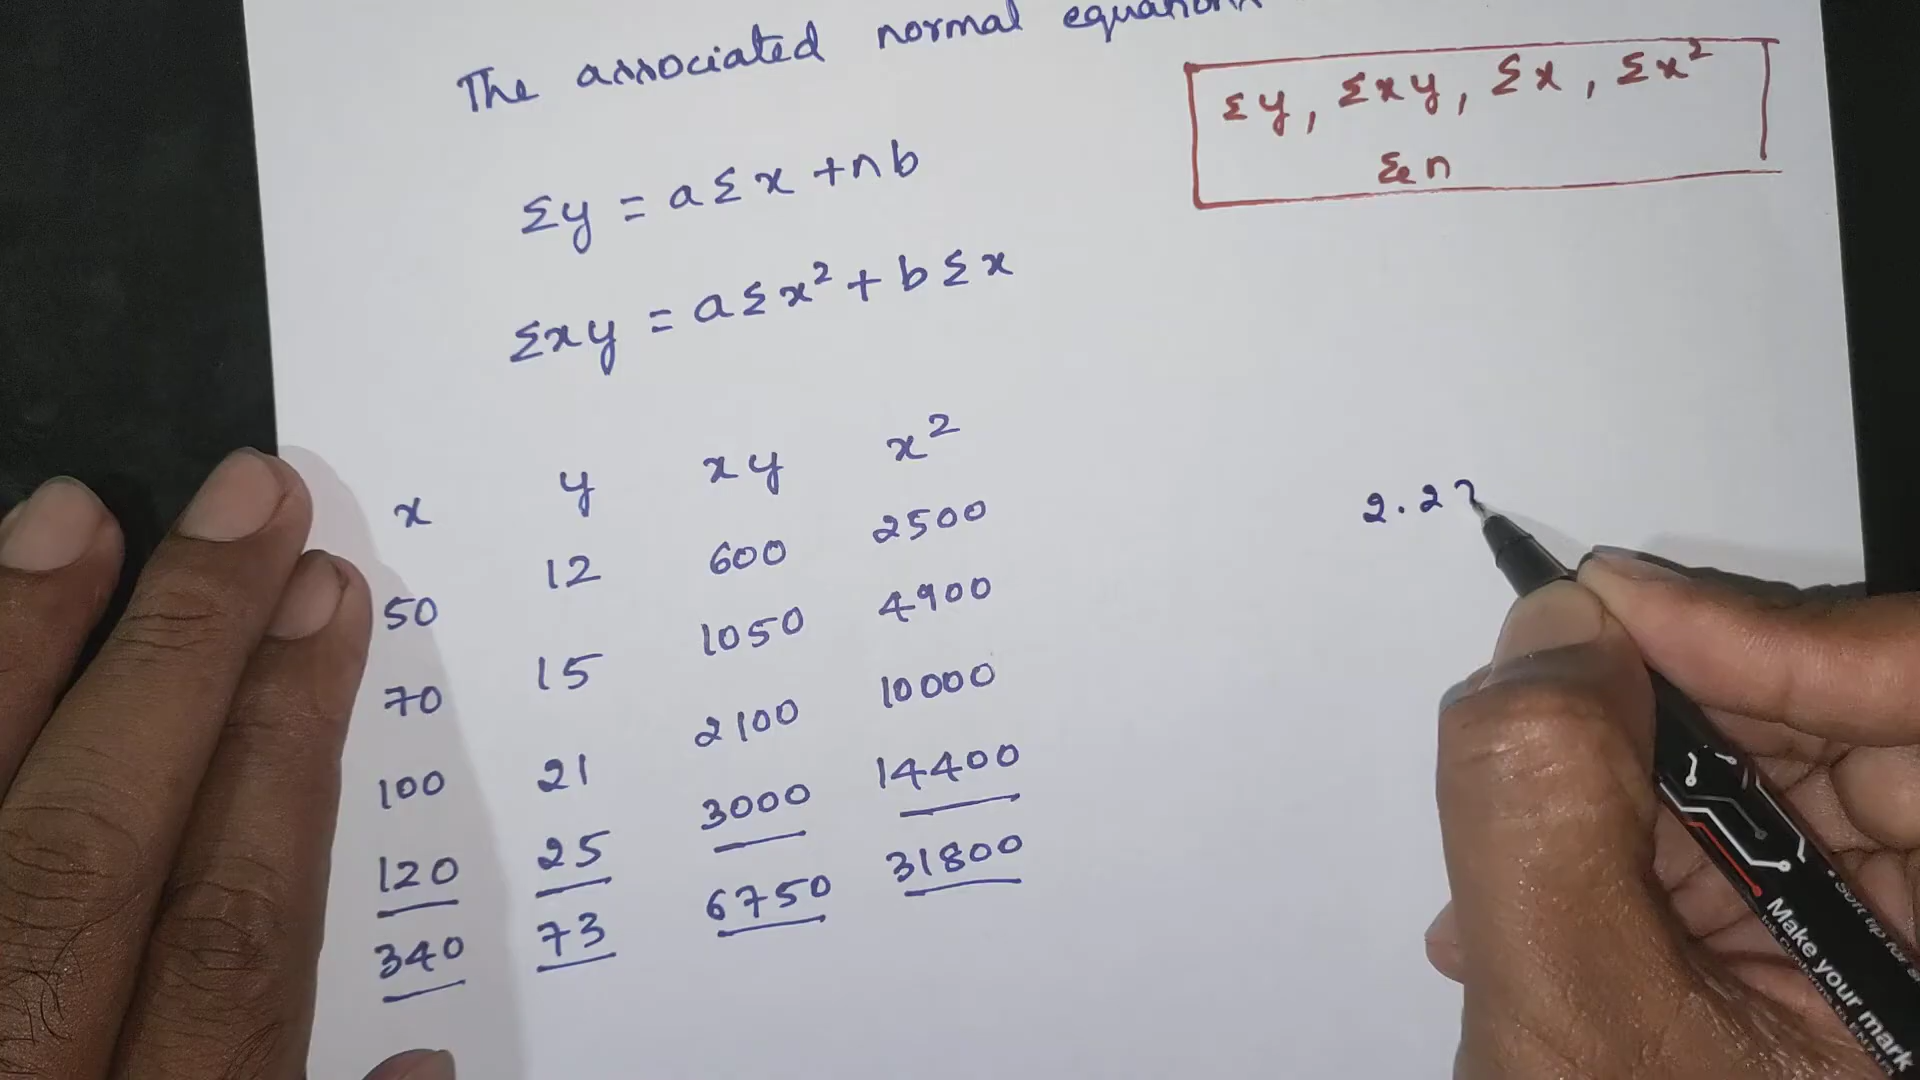 The associated normal equations
Σy, Σxy, Σx, Σx²
& n
Σy = aΣx + nb
Σxy = aΣx² + bΣx
x y xy x²
50 12 600 2500
70 15 1050 4900
100 21 2100 10000
120 25 3000 14400
340 73 6750 31800
2.2
Make your mark